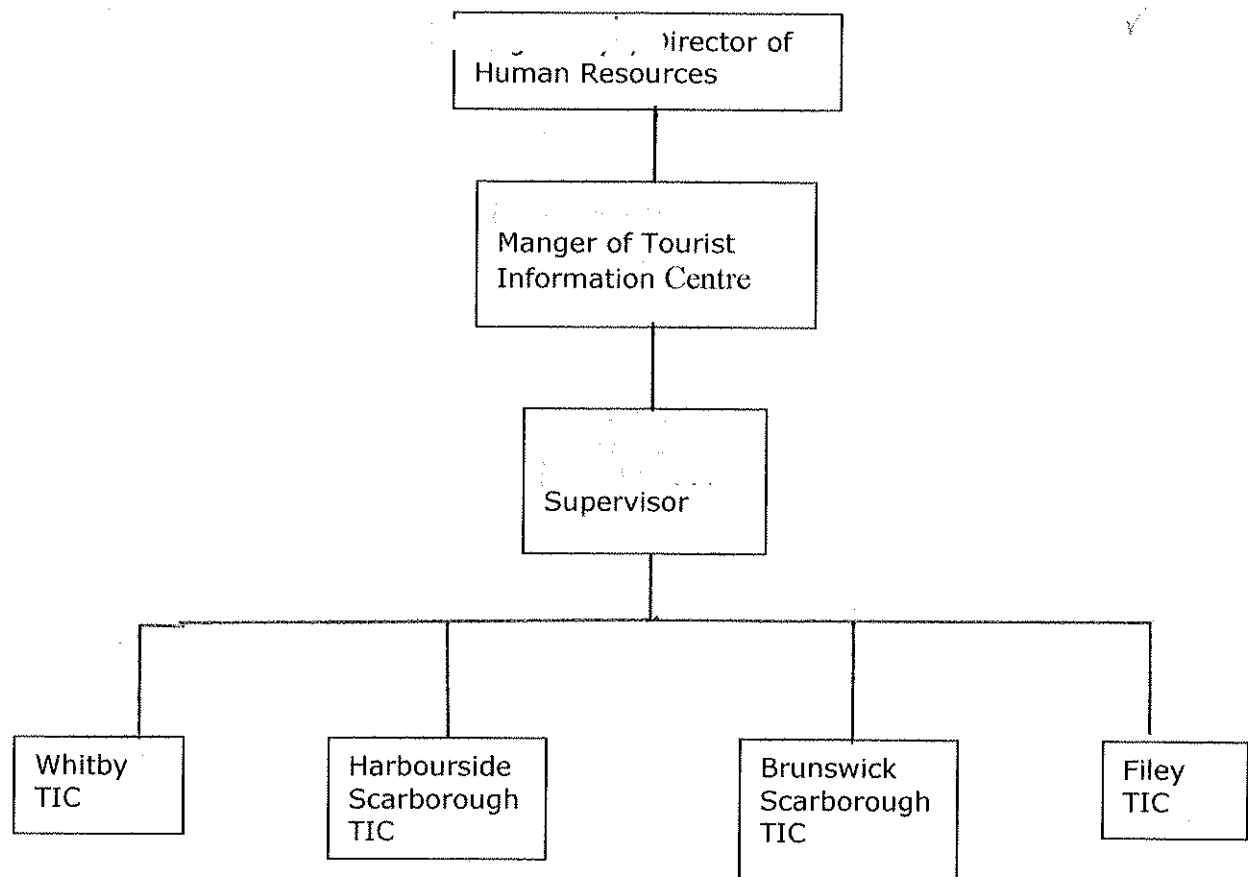 Director of
Human Resources
Manger of Tourist
Information Centre
Supervisor
Whitby
TIC
Harbourside
Scarborough
TIC
Brunswick
Scarborough
TIC
Filey
TIC